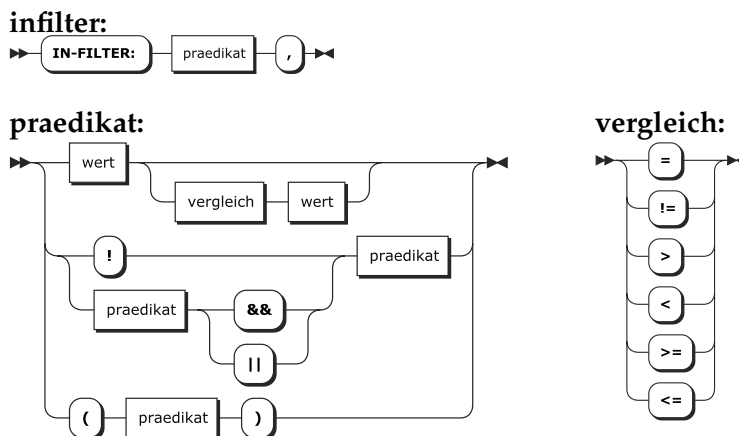 infilter:
IN-FILTER: praedikat ,
praedikat:
wert
vergleich wert
! praedikat
praedikat &&
||
( praedikat )
vergleich:
=
!=
>
<
>=
<=